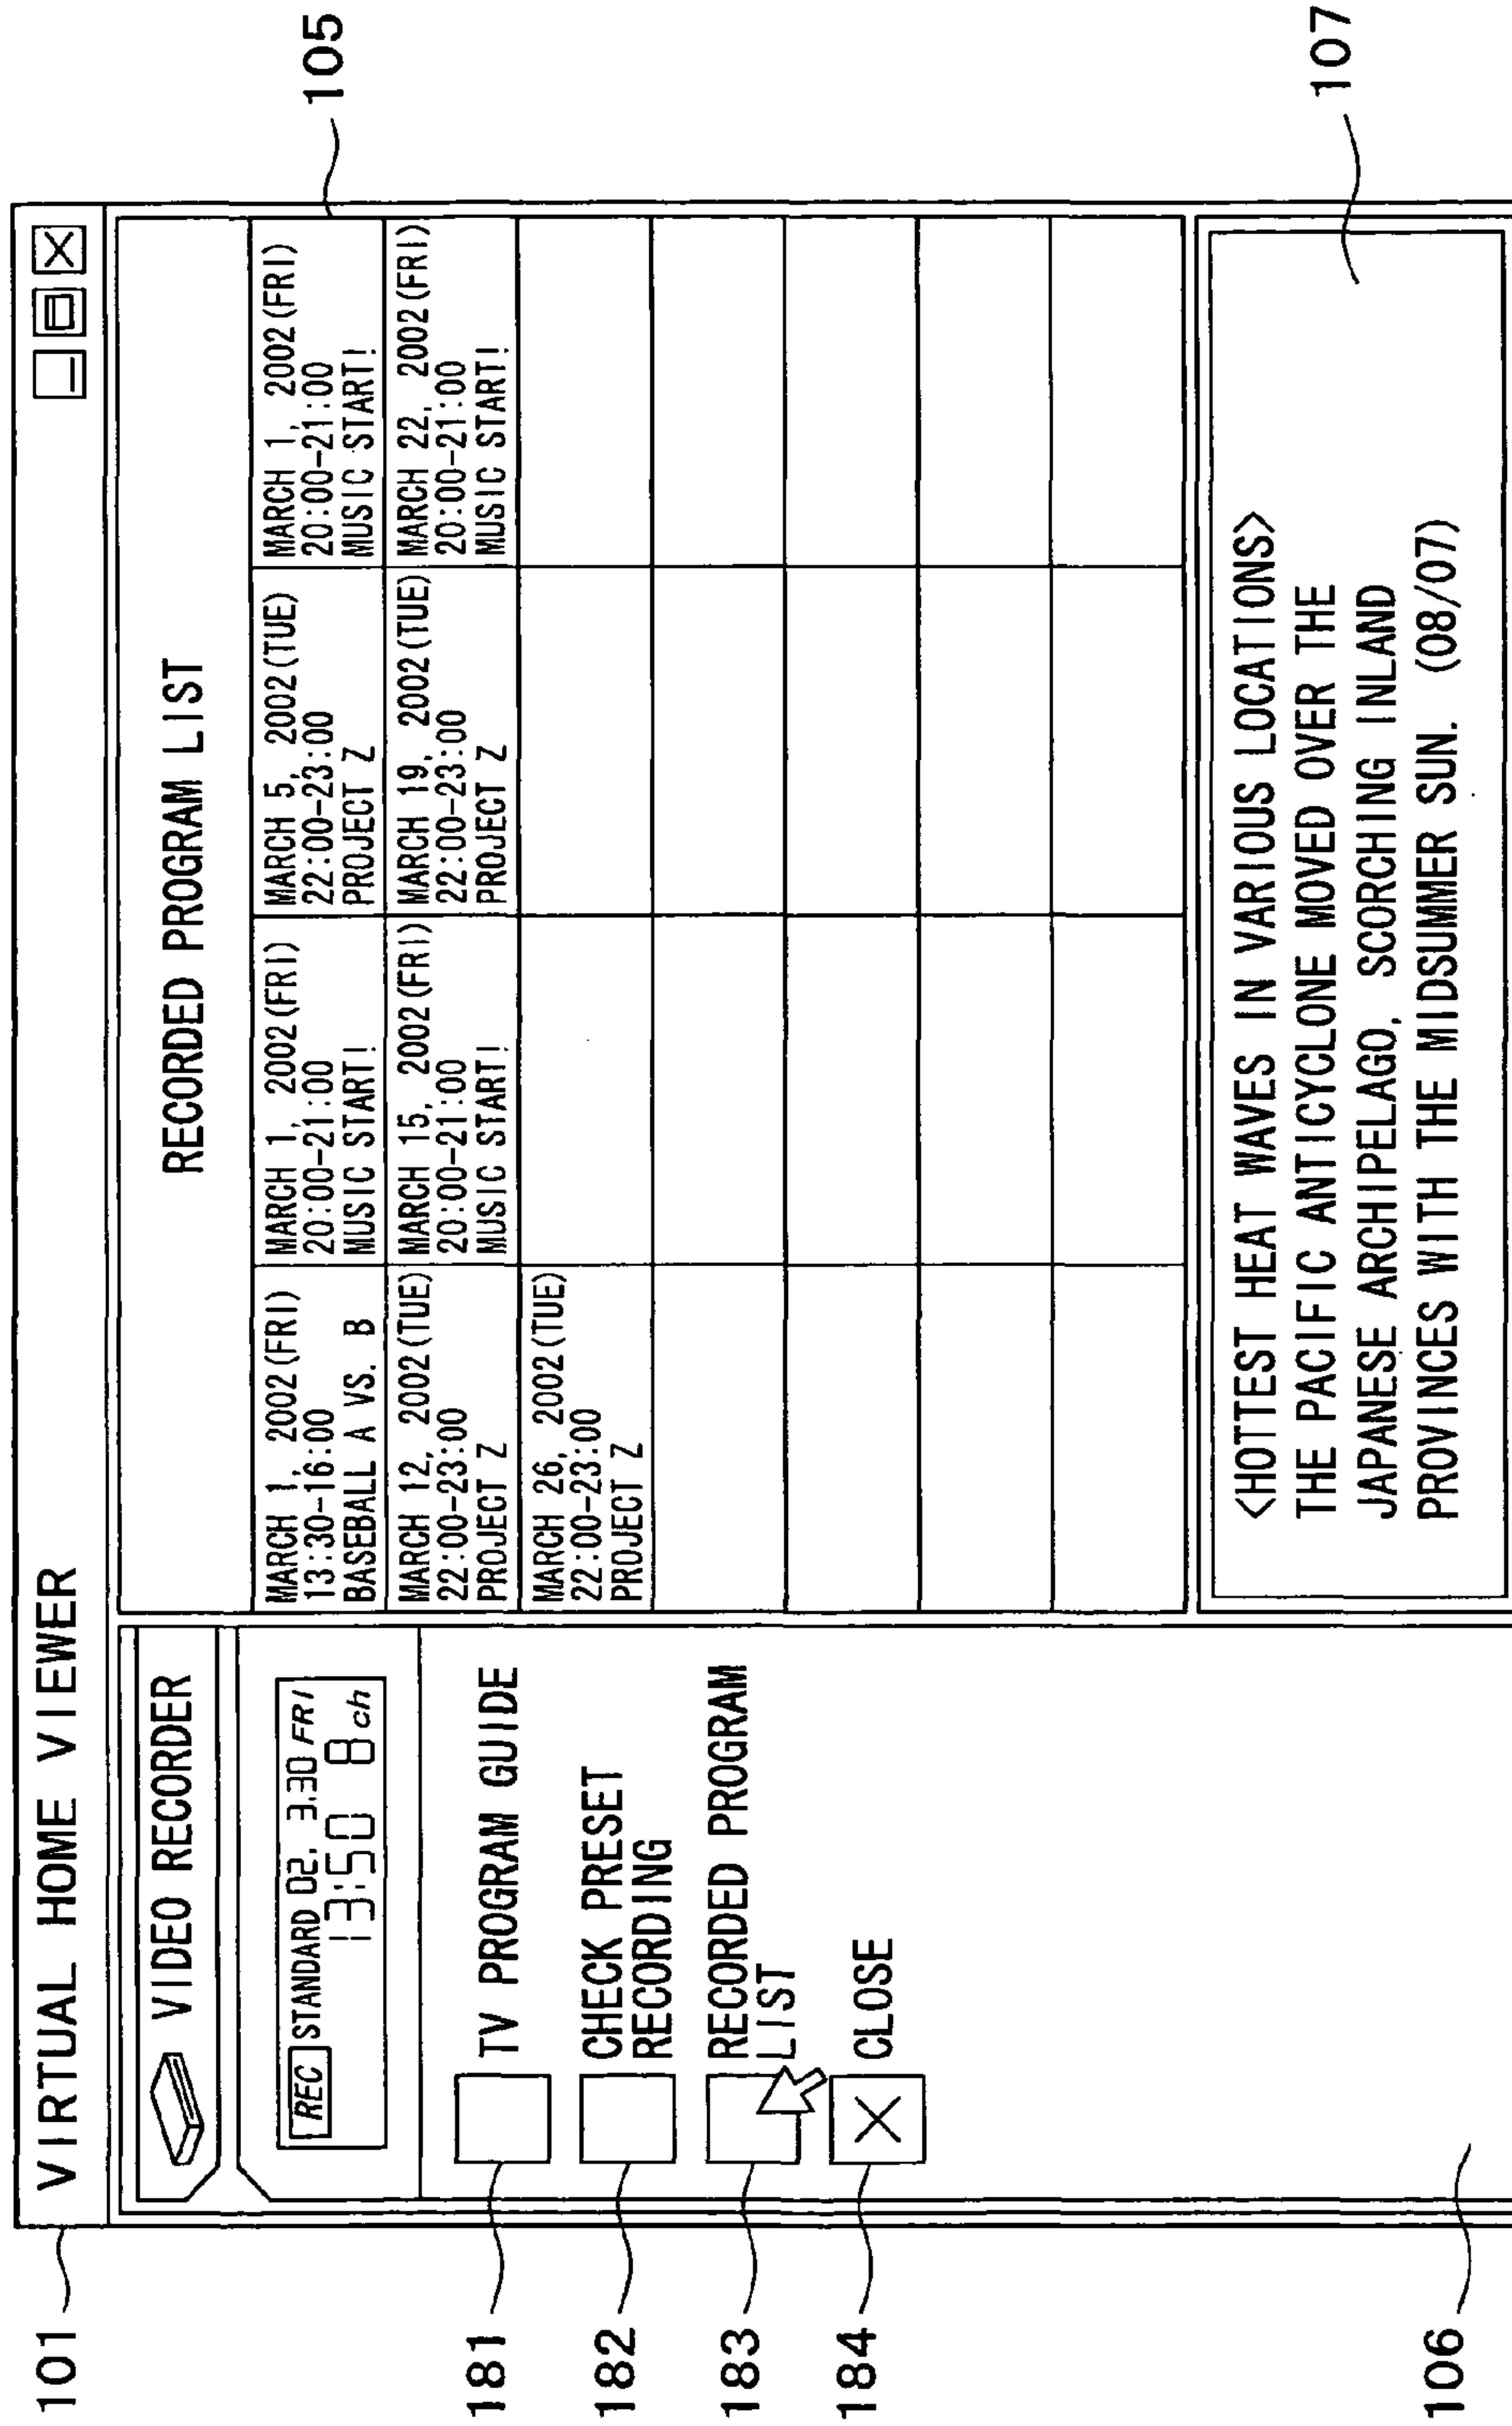 101
VIRTUAL HOME VIEWER
VIDEO RECORDER
REC STANDARD 02. 3.30 FRI
13:50 8 ch
181
TV PROGRAM GUIDE
182
CHECK PRESET
RECORDING
183
RECORDED PROGRAM
LIST
184
CLOSE
106
RECORDED PROGRAM LIST
105
MARCH 1, 2002(FRI)
13:30-16:00
BASEBALL A VS. B
MARCH 1, 2002(FRI)
20:00-21:00
MUSIC START!
MARCH 5, 2002(TUE)
22:00-23:00
PROJECT Z
MARCH 1, 2002(FRI)
20:00-21:00
MUSIC START!
MARCH 12, 2002(TUE)
22:00-23:00
PROJECT Z
MARCH 15, 2002(FRI)
20:00-21:00
MUSIC START!
MARCH 19, 2002(TUE)
22:00-23:00
PROJECT Z
MARCH 22, 2002(FRI)
20:00-21:00
MUSIC START!
MARCH 26, 2002(TUE)
22:00-23:00
PROJECT Z
<HOTTEST HEAT WAVES IN VARIOUS LOCATIONS>
THE PACIFIC ANTICYCLONE MOVED OVER THE
JAPANESE ARCHIPELAGO, SCORCHING INLAND
PROVINCES WITH THE MIDSUMMER SUN. (08/07)
107